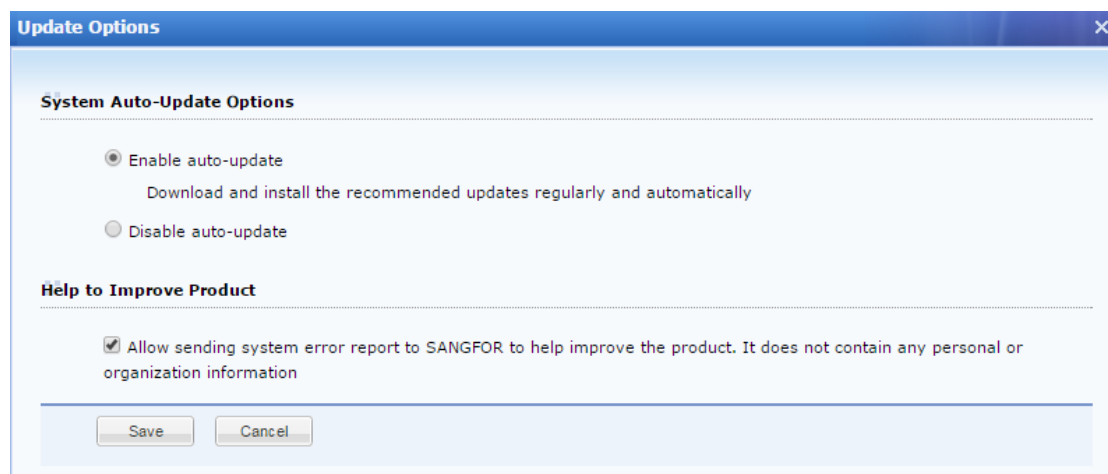 Update Options
System Auto-Update Options
Enable auto-update
Download and install the recommended updates regularly and automatically
Disable auto-update
Help to Improve Product
Allow sending system error report to SANGFOR to help improve the product. It does not contain any personal or
organization information
Save Cancel